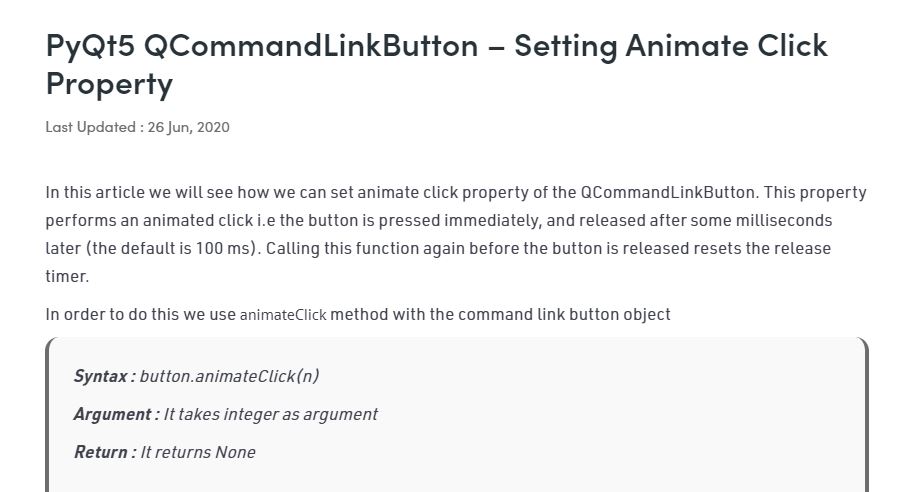 PyQt5 QCommandLinkButton – Setting Animate Click
Property
Last Updated : 26 Jun, 2020
In this article we will see how we can set animate click property of the QCommandLinkButton. This property
performs an animated click i.e the button is pressed immediately, and released after some milliseconds
later (the default is 100 ms). Calling this function again before the button is released resets the release
timer.
In order to do this we use animateClick method with the command link button object
Syntax : button.animateClick(n)
Argument : It takes integer as argument
Return : It returns None